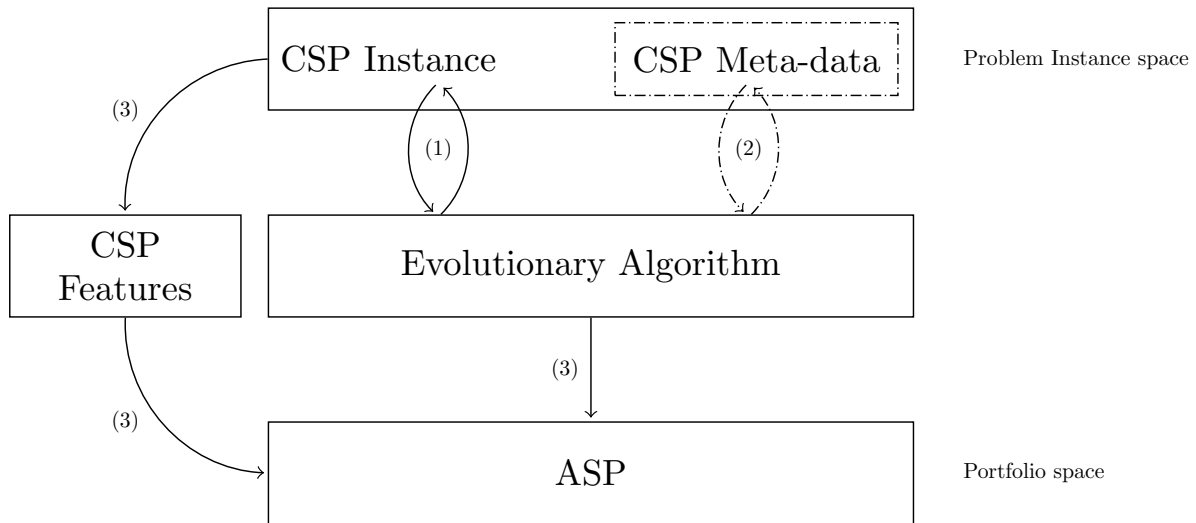 CSP Instance
CSP Meta-data
Problem Instance space
(3)
(1)
(2)
CSP
Features
Evolutionary Algorithm
(3)
(3)
ASP
Portfolio space